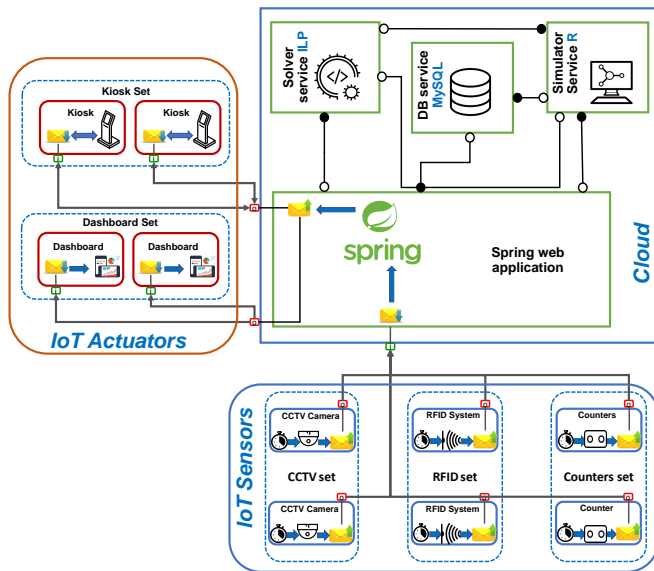 Solver
service ILP
DB service
MySQL
Simulator
Service R
Kiosk Set
Kiosk
Kiosk
Dashboard Set
Dashboard
Dashboard
IoT Actuators
spring
Spring web
application
Cloud
IoT Sensors
CCTV Camera
RFID System
Counters
CCTV set
RFID set
Counters set
CCTV Camera
RFID System
Counter